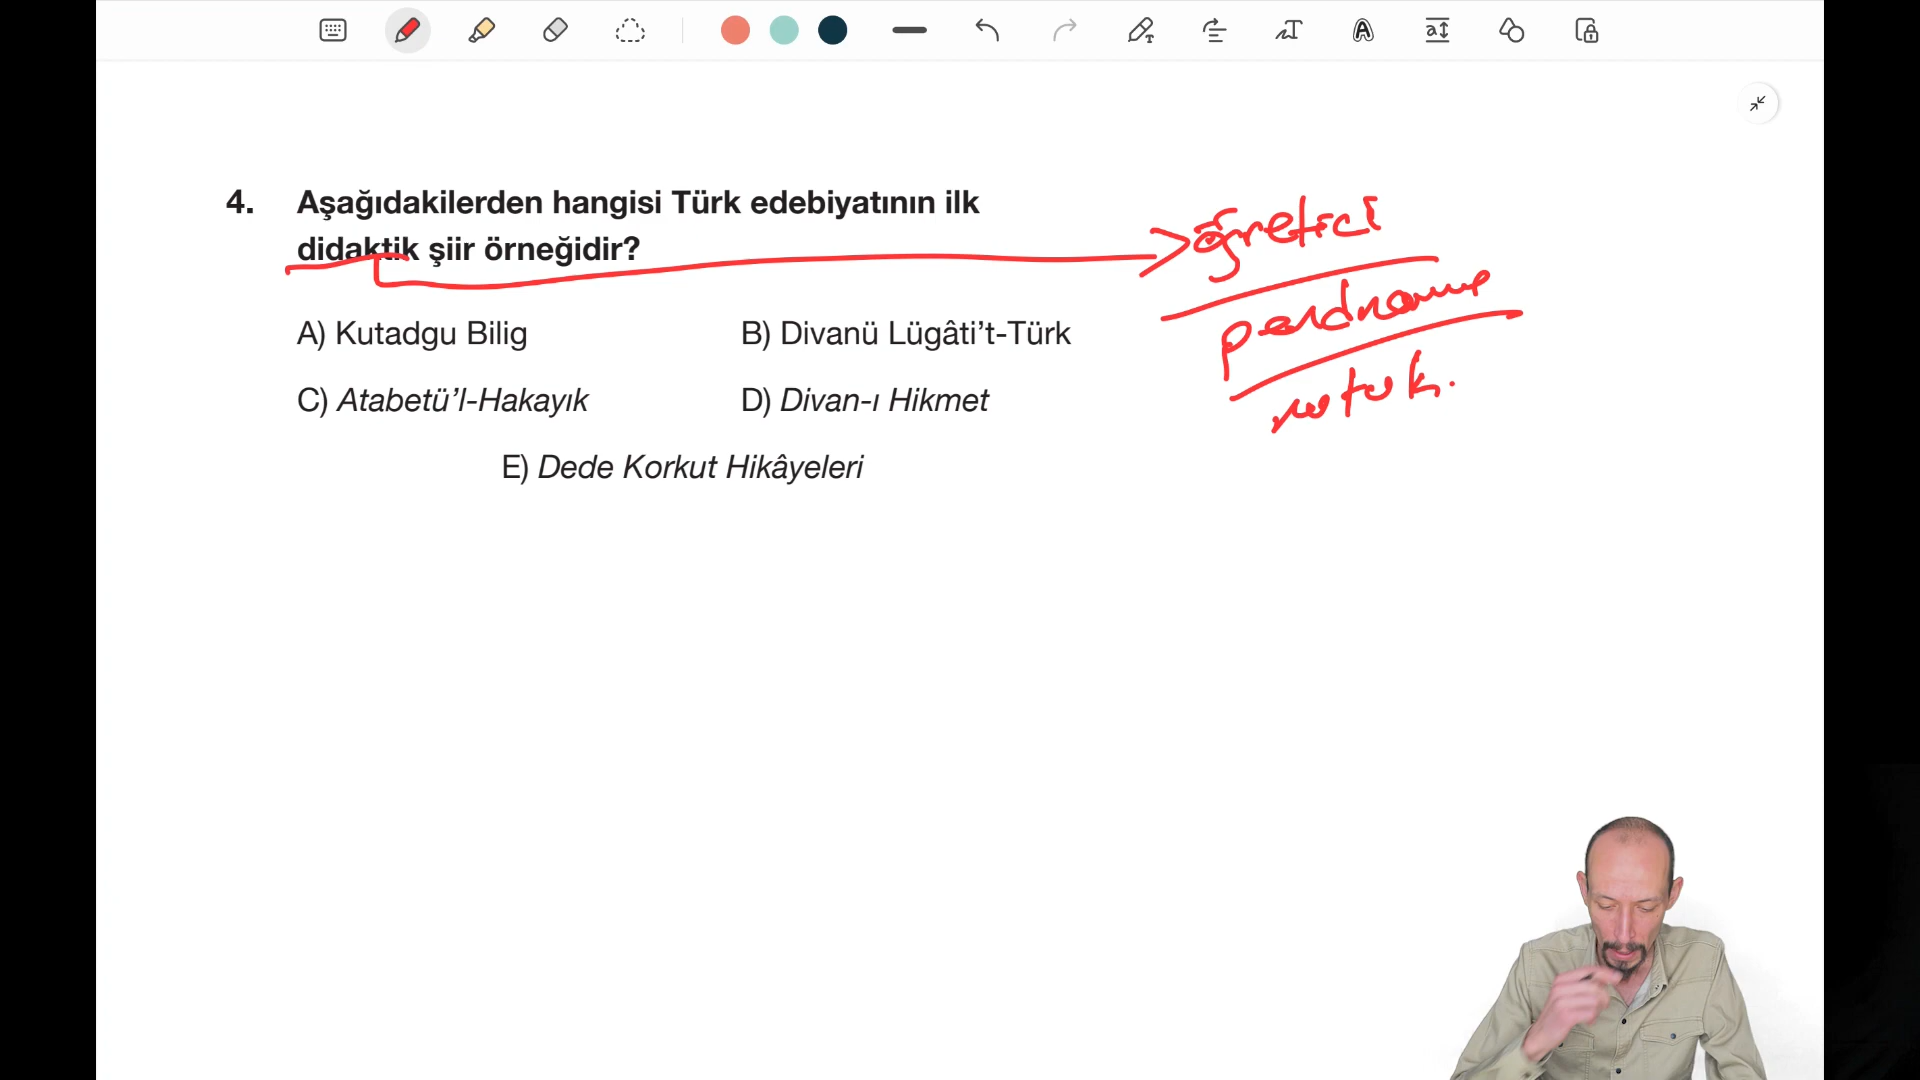 4. Aşağıdakilerden hangisi Türk edebiyatının ilk
didaktik şiir örneğidir?
A) Kutadgu Bilig B) Divanü Lügâti’t-Türk
C) Atabetü’l-Hakayık D) Divan-ı Hikmet
E) Dede Korkut Hikâyeleri
öğretici
pendname
nutuk.